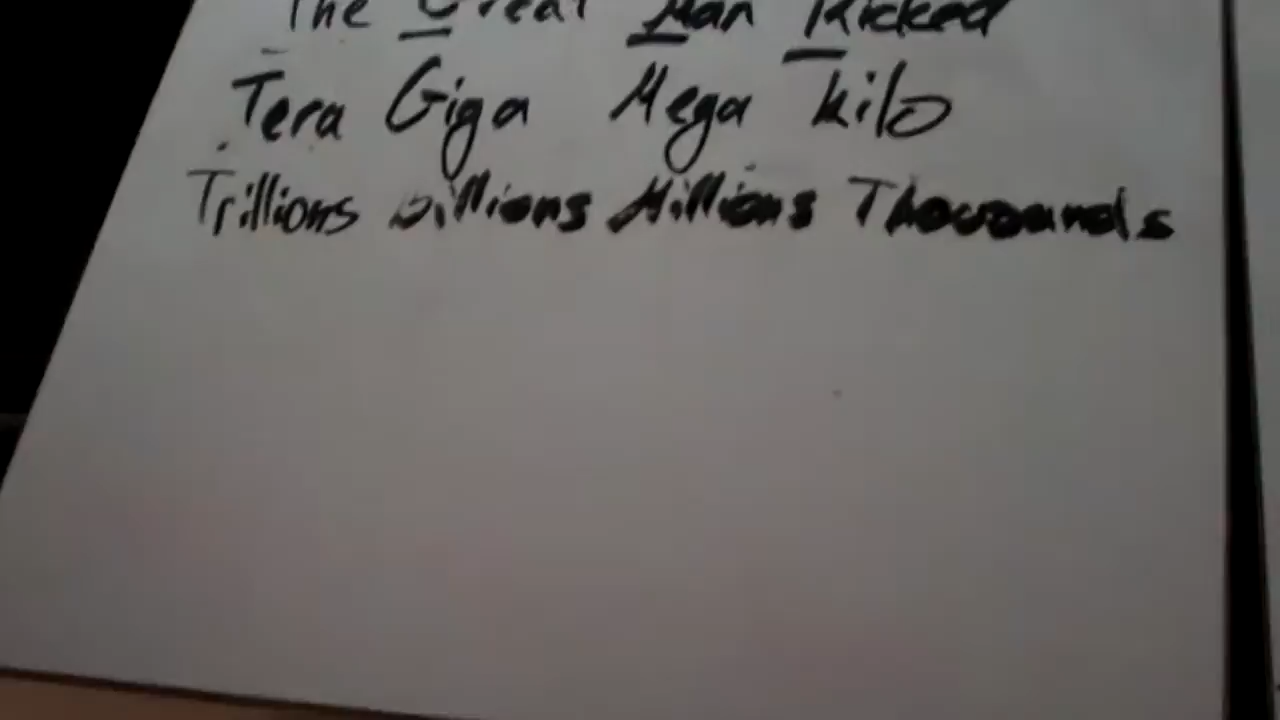 The Great Man Kicked
Tera Giga Mega kilo
Trillions billions Millions Thousands